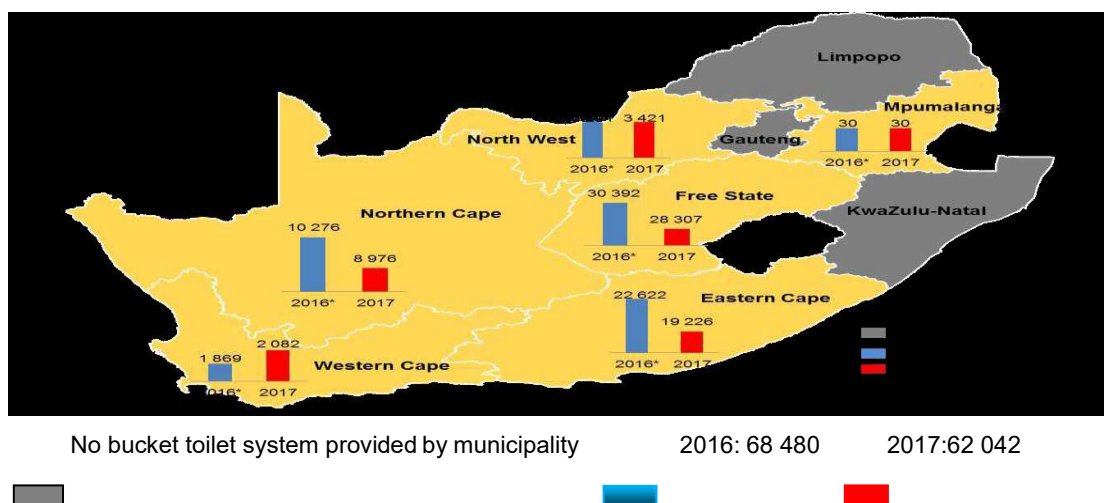 Limpopo
Mpumalanga
North West
3 421
2016* 2017
Gauteng
30 30
2016* 2017
Free State
30 392
28 307
2016* 2017
KwaZulu-Natal
Northern Cape
10 276
8 976
2016* 2017
Eastern Cape
22 622
19 226
2016* 2017
Western Cape
1 869
2 082
2016* 2017
No bucket toilet system provided by municipality 2016: 68 480 2017:62 042